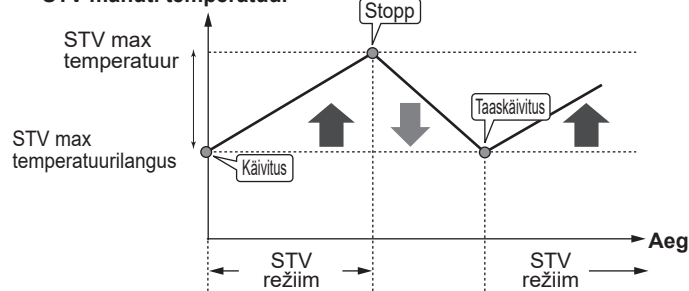 STV mahuti temperatuur
Stopp
STV max
temperatuur
Taaskäivitus
STV max
temperatuurilangus
Käivitus
Aeg
STV
režiim
STV
režiim